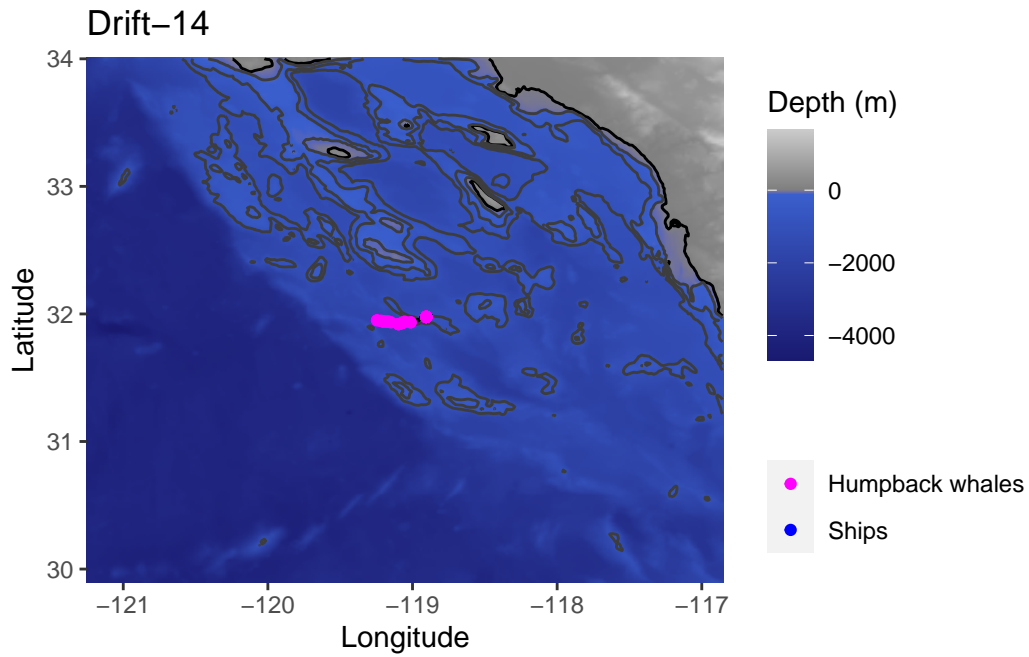 Drift−14
34
33
32
31
30
Latitude
−121
−120
−119
−118
−117
Longitude
Depth (m)
0
−2000
−4000
Humpback whales
Ships